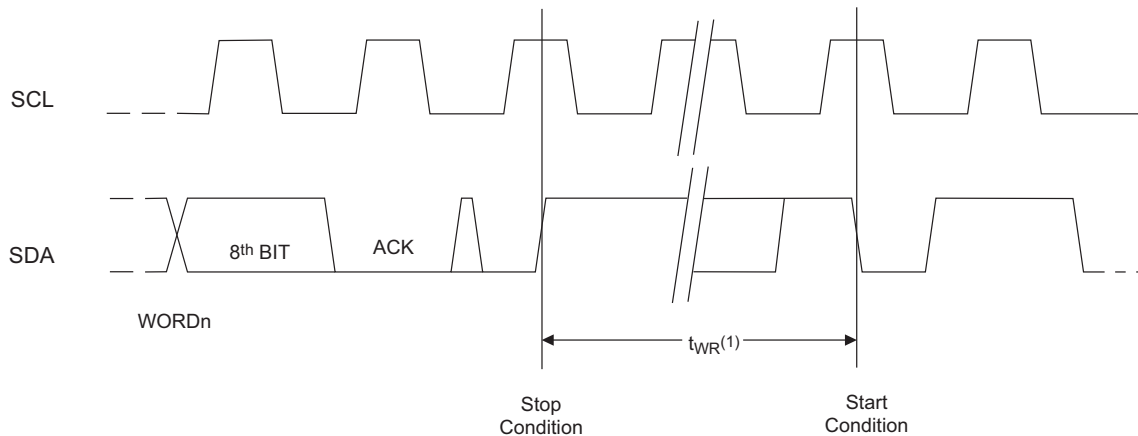 SCL
SDA
8th BIT
ACK
WORDn
tWR(1)
Stop
Condition
Start
Condition